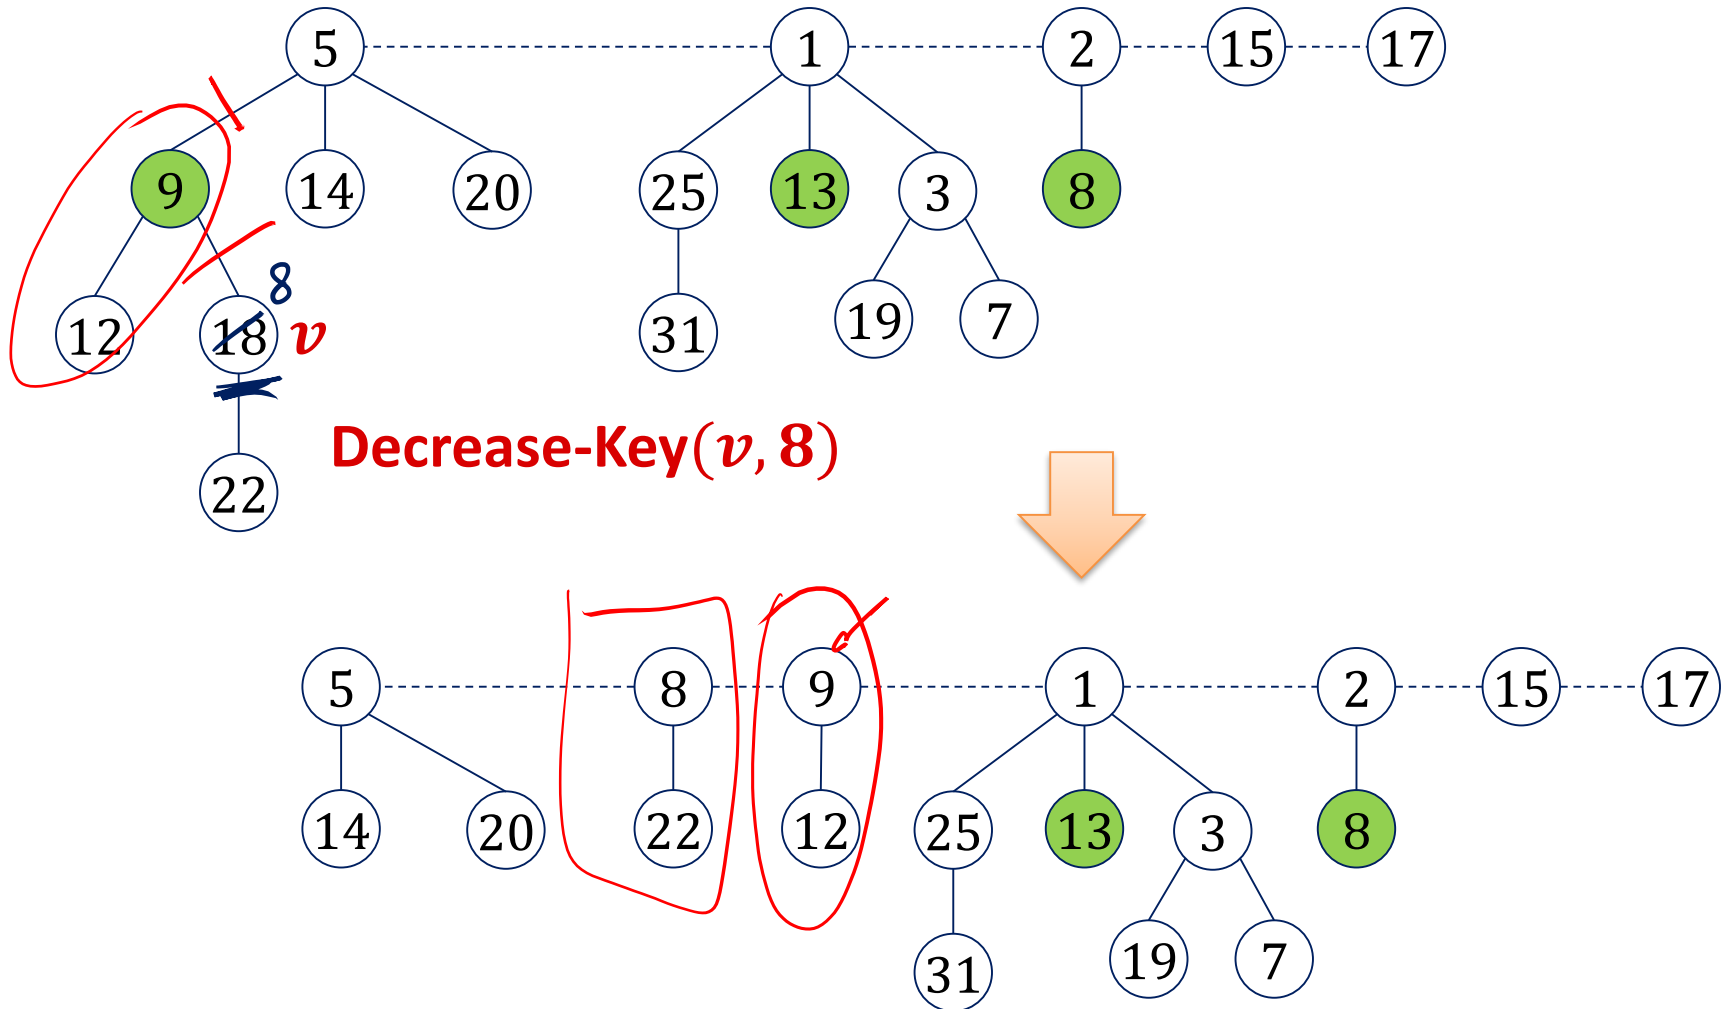 5 1 2 15 17
9 14 20 25 13 3 8
8
12 18 v 31 19 7
Decrease-Key(v, 8)
22
5 8 9 1 2 15 17
14 20 22 12 25 13 3 8
31 19 7